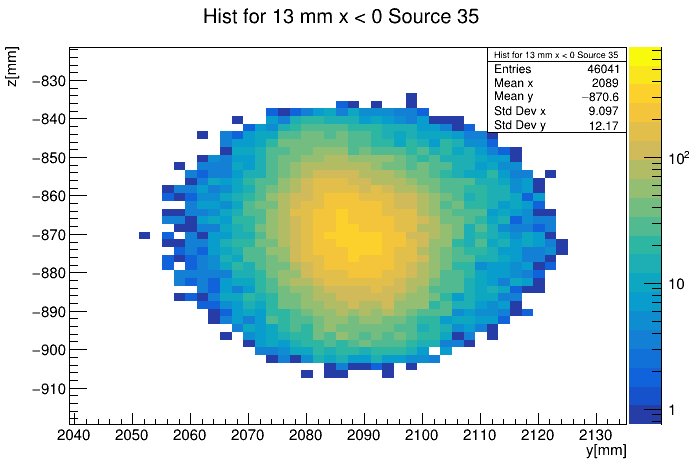 Hist for 13 mm x < 0 Source 35
z[mm]
Hist for 13 mm x < 0 Source 35
Entries 46041
Mean x 2089
Mean y −870.6
Std Dev x 9.097
Std Dev y 12.17
−830
−840
−850
−860
−870
−880
−890
−900
−910
10²
10
1
2040 2050 2060 2070 2080 2090 2100 2110 2120 2130
y[mm]